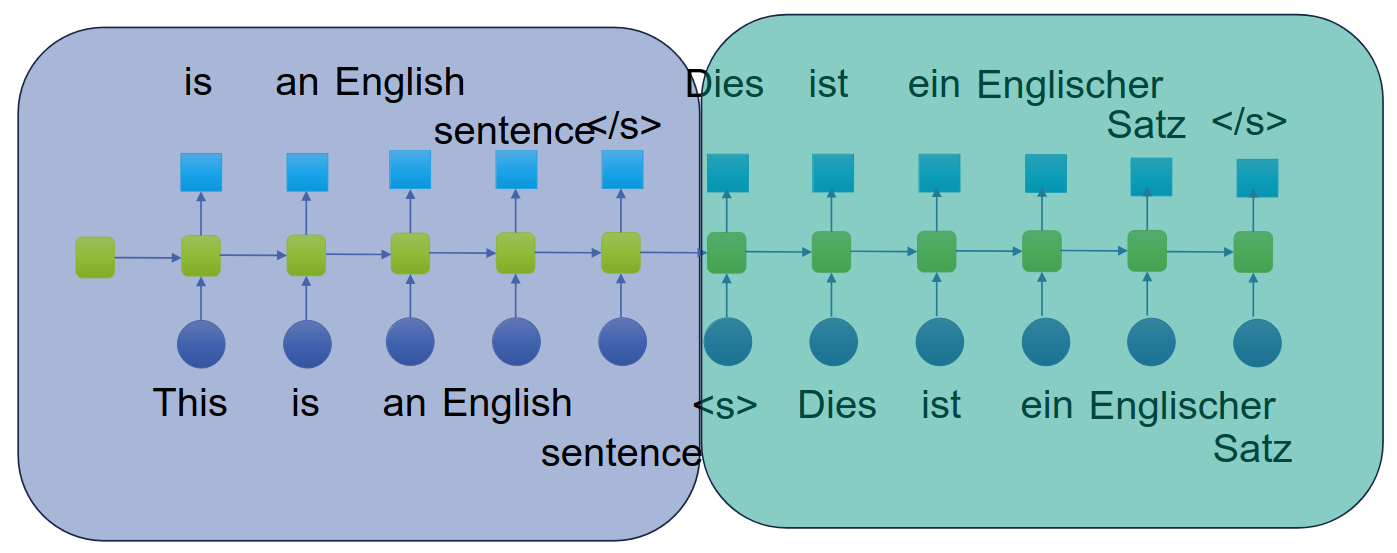 is an English sentence </s> Dies ist ein Englischer Satz </s>
This is an English sentence <s> Dies ist ein Englischer Satz